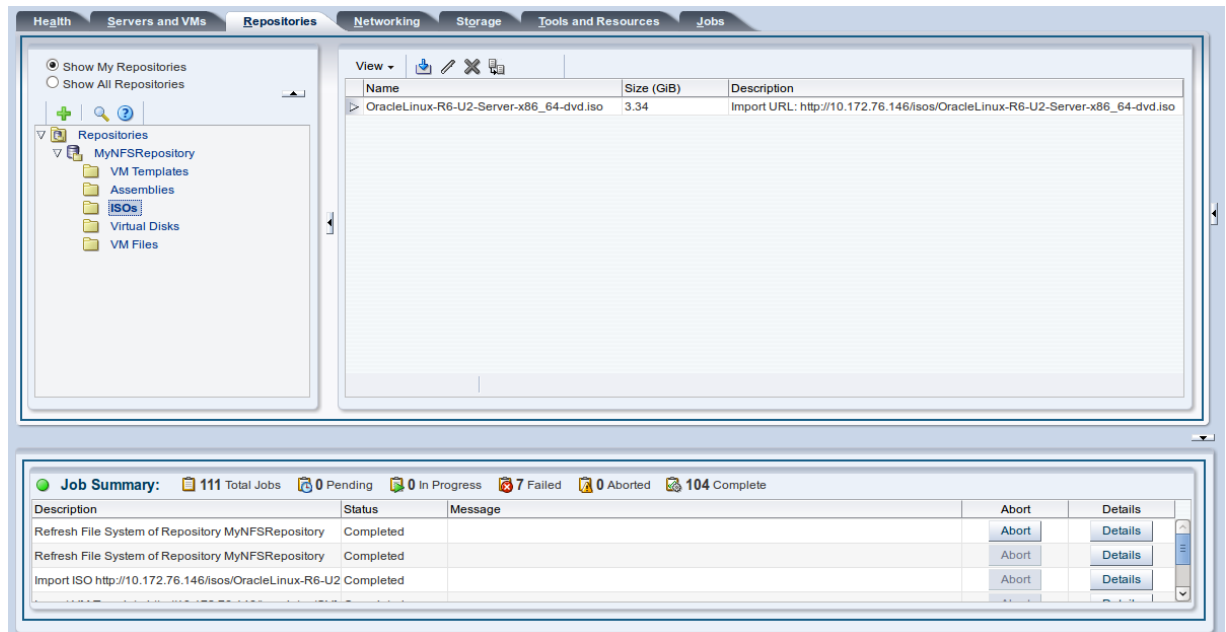 Health Servers and VMs Repositories Networking Storage Tools and Resources Jobs
Show My Repositories
Show All Repositories
Repositories
MyNFSRepository
VM Templates
Assemblies
ISOs
Virtual Disks
VM Files
View
Name Size (GiB) Description
OracleLinux-R6-U2-Server-x86_64-dvd.iso 3.34 Import URL: http://10.172.76.146/isos/OracleLinux-R6-U2-Server-x86_64-dvd.iso
Job Summary: 111 Total Jobs 0 Pending 0 In Progress 7 Failed 0 Aborted 104 Complete
Description Status Message Abort Details
Refresh File System of Repository MyNFSRepository Completed Abort Details
Refresh File System of Repository MyNFSRepository Completed Abort Details
Import ISO http://10.172.76.146/isos/OracleLinux-R6-U2 Completed Abort Details